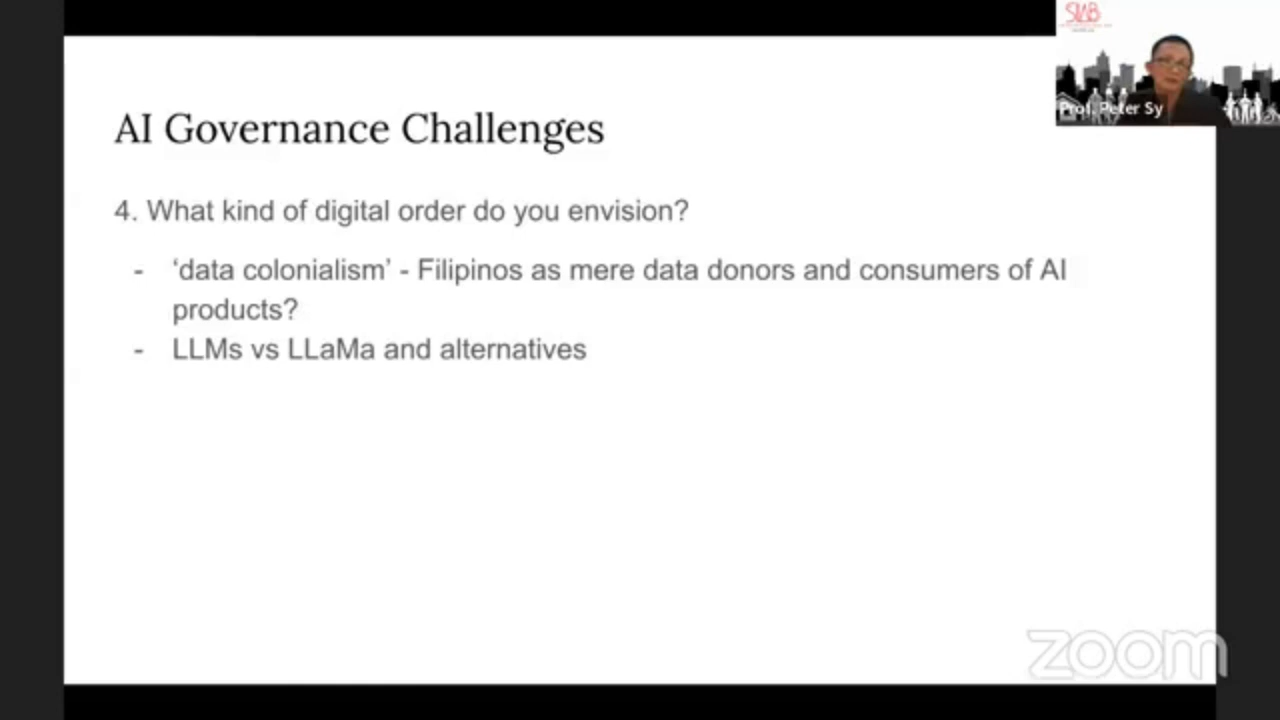 SWB
Prof. Peter Sy
AI Governance Challenges
4. What kind of digital order do you envision?
- ‘data colonialism’ - Filipinos as mere data donors and consumers of AI
products?
- LLMs vs LLaMa and alternatives
zoom